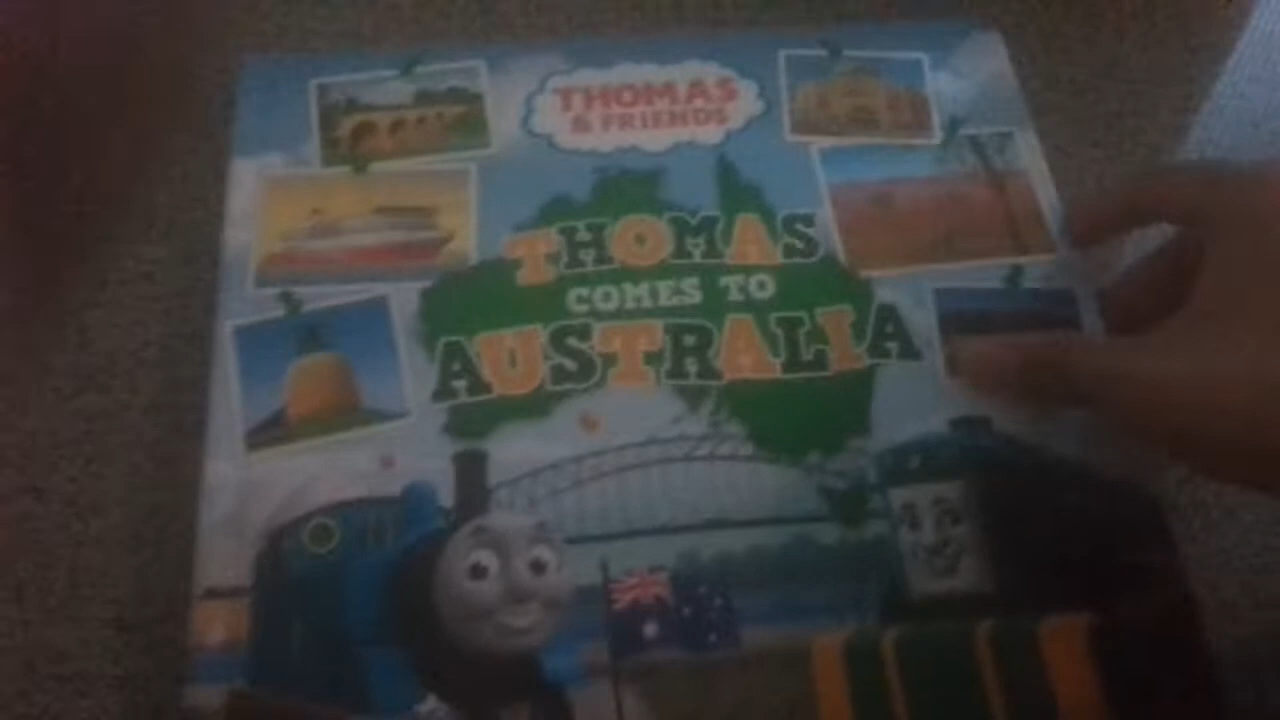 THOMAS
& FRIENDS
THOMAS
COMES TO
AUSTRALIA